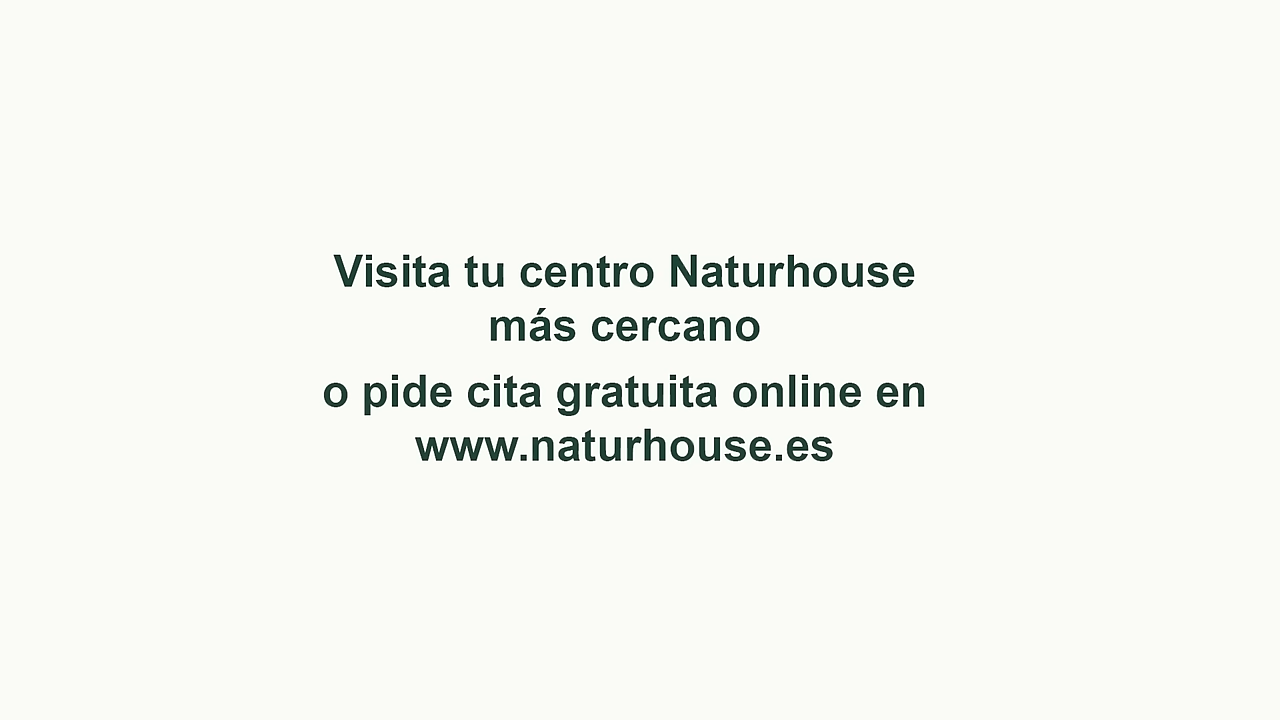 Visita tu centro Naturhouse
más cercano
o pide cita gratuita online en
www.naturhouse.es